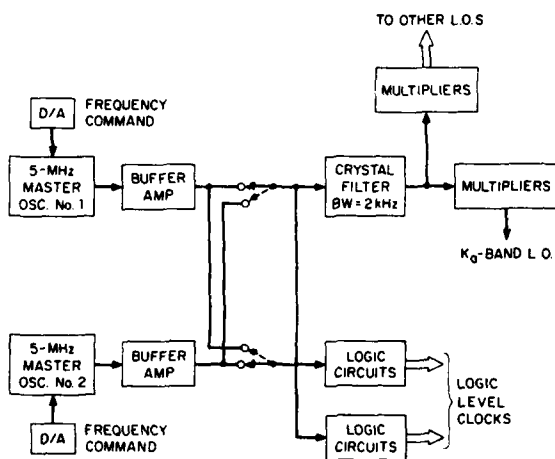 TO OTHER L.O.S
MULTIPLIERS
D/A
FREQUENCY
COMMAND
5-MHz
MASTER
OSC. No. 1
BUFFER
AMP
CRYSTAL
FILTER
BW = 2 kHz
MULTIPLIERS
Ka-BAND L.O.
5-MHz
MASTER
OSC. No. 2
BUFFER
AMP
LOGIC
CIRCUITS
LOGIC
LEVEL
CLOCKS
D/A
FREQUENCY
COMMAND
LOGIC
CIRCUITS